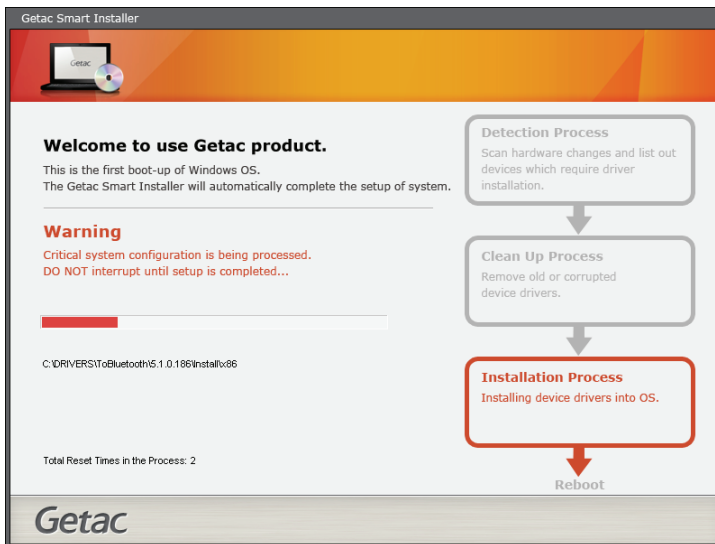 Getac Smart Installer
Getac
Welcome to use Getac product.
This is the first boot-up of Windows OS.
The Getac Smart Installer will automatically complete the setup of system.
Warning
Critical system configuration is being processed.
DO NOT interrupt until setup is completed...
C:\DRIVERS\ToBluetooth\5.1.0.186\Install\x86
Total Reset Times in the Process: 2
Detection Process
Scan hardware changes and list out
devices which require driver
installation.
Clean Up Process
Remove old or corrupted
device drivers.
Installation Process
Installing device drivers into OS.
Reboot
Getac